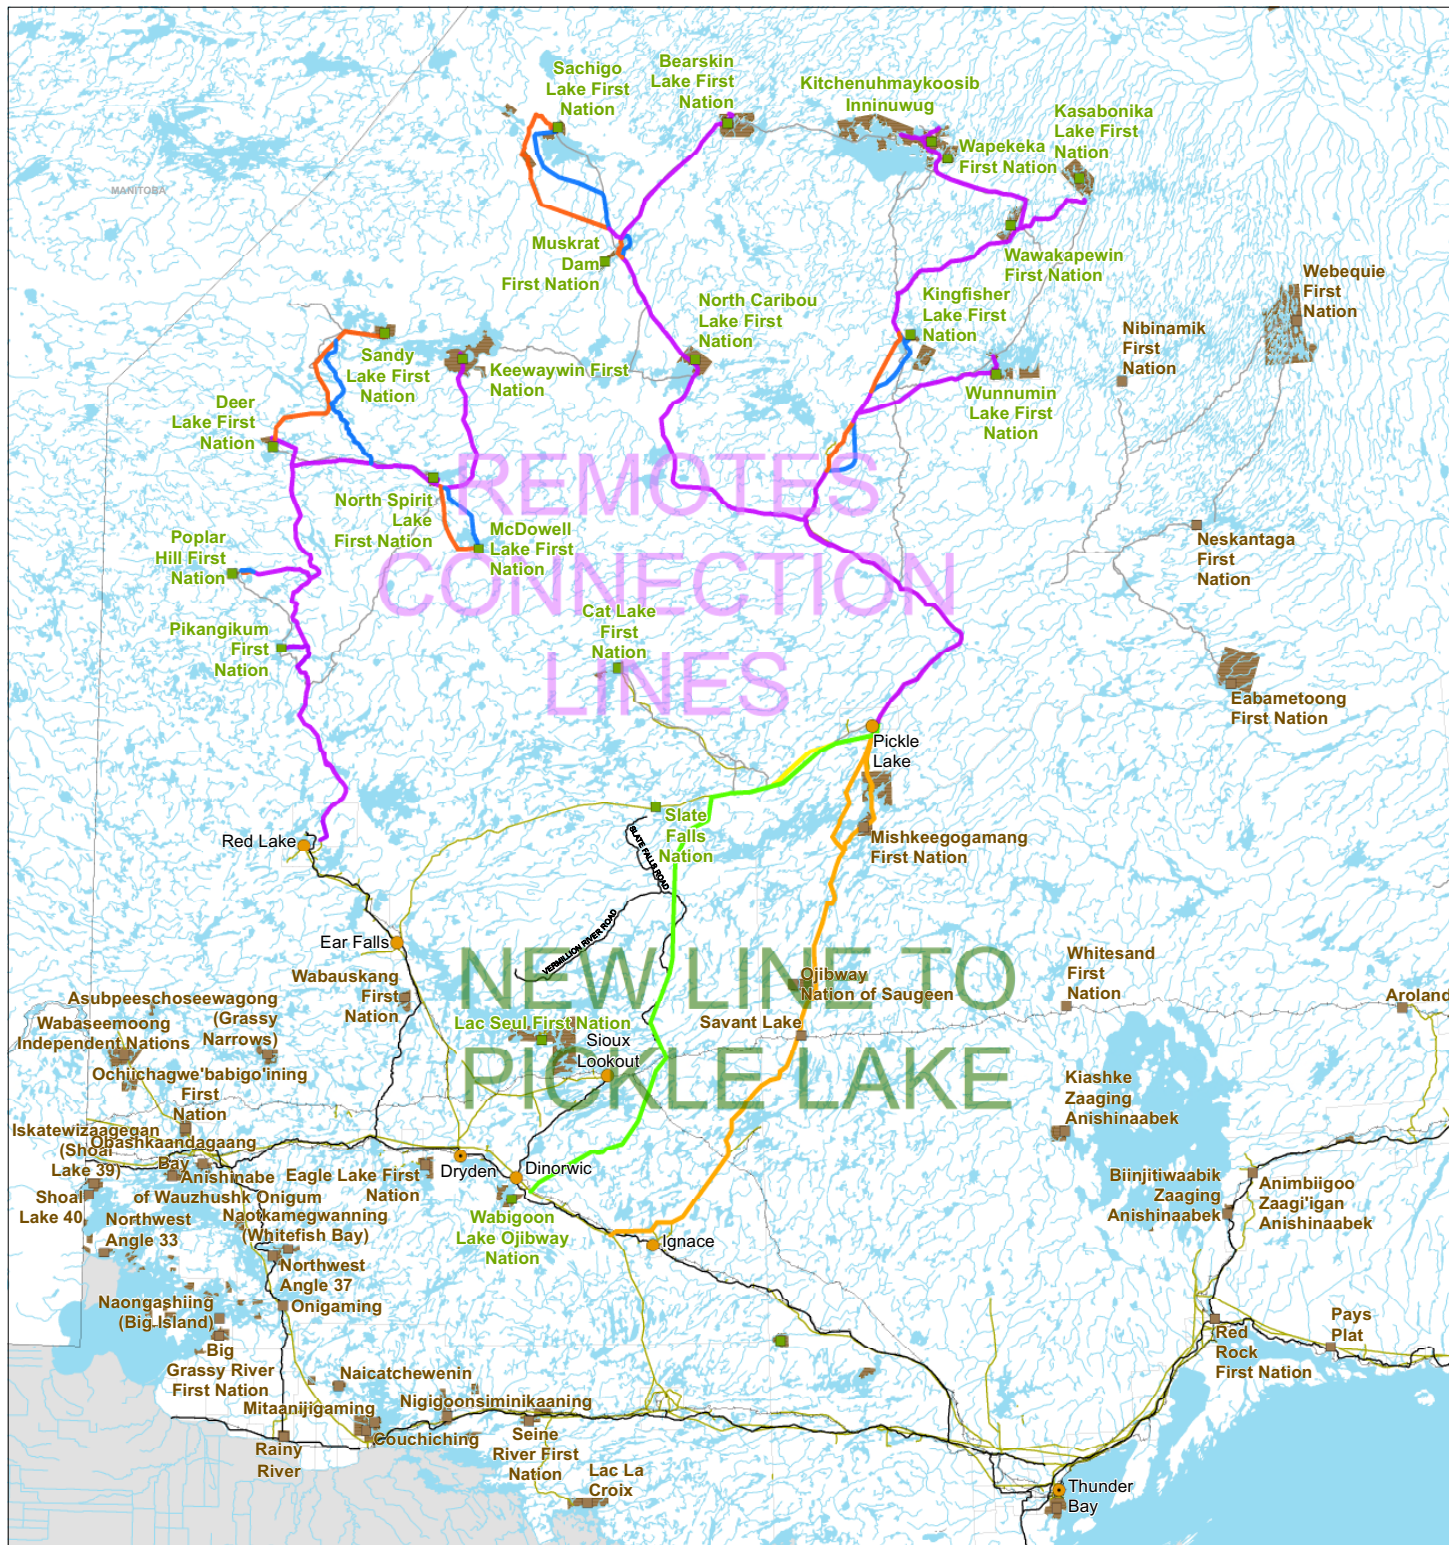 Sachigo
Lake First
Nation
Bearskin
Lake First
Nation
Kitchenuhmaykoosib
Inninuwug
Kasabonika
Lake First
Nation
Wapekeka
First Nation
MANITOBA
Muskrat
Dam
First Nation
Wawakapewin
First Nation
Webequie
First
Nation
North Caribou
Lake First
Nation
Kingfisher
Lake First
Nation
Nibinamik
First
Nation
Sandy
Lake First
Nation
Keewaywin First
Nation
Wunnumin
Lake First
Nation
Deer
Lake First
Nation
REMOTES
CONNECTION
LINES
North Spirit
Lake
First Nation
McDowell
Lake First
Nation
Poplar
Hill First
Nation
Neskantaga
First
Nation
Cat Lake
First
Nation
Pikangikum
First
Nation
Eabametoong
First Nation
Pickle
Lake
Slate
Falls
Nation
Red Lake
Mishkeegogamang
First Nation
SLATE FALLS ROAD
VERMILLION RIVER ROAD
Ear Falls
NEW LINE TO
PICKLE LAKE
Wabauskang
First
Nation
Ojibway
Nation of Saugeen
Whitesand
First
Nation
Aroland
Asubpeeschoseewagong
(Grassy
Narrows)
Wabaseemoong
Independent Nations
Lac Seul First Nation
Savant Lake
Sioux
Lookout
Ochiichagwe'babigo'ining
First
Nation
Kiashke
Zaaging
Anishinaabek
Iskatewizaagegan
(Shoal
Lake 39)
Obashkaandagaang
Bay
Dryden
Dinorwic
Eagle Lake First
Nation
Anishinabe
of Wauzhushk Onigum
Shoal
Lake 40
Biinjitiwaabik
Zaaging
Anishinaabek
Animbiigoo
Zaagi'igan
Anishinaabek
Northwest
Angle 33
Naotkamegwanning
(Whitefish Bay)
Wabigoon
Lake Ojibway
Nation
Ignace
Northwest
Angle 37
Onigaming
Naongashiing
(Big Island)
Big
Grassy River
First Nation
Red
Rock
First Nation
Pays
Plat
Naicatchewenin
Mitaanijigaming
Nigigoonsiminikaaning
Couchiching
Rainy
River
Seine
River First
Nation
Lac La
Croix
Thunder
Bay